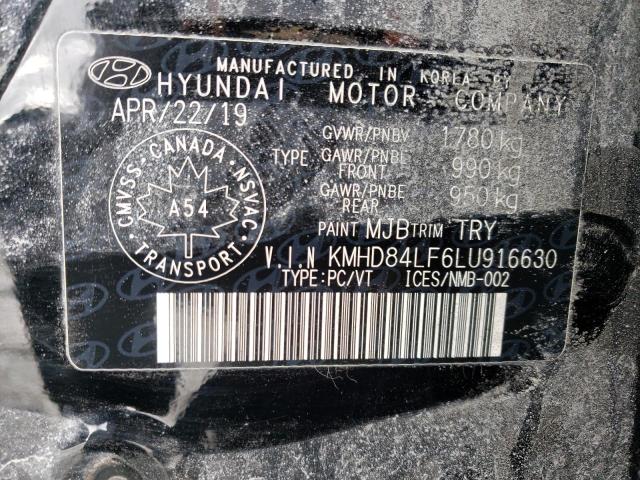 MANUFACTURED IN KOREA BY
HYUNDAI MOTOR COMPANY
APR/22/19
CMVSS · CANADA · NSVAC
A54
TRANSPORT
TYPE
GVWR/PNBV 1780 kg
GAWR/PNBE FRONT 990 kg
GAWR/PNBE REAR 950 kg
PAINT MJB TRIM TRY
V.I.N KMHD84LF6LU916630
TYPE:PC/VT ICES/NMB-002